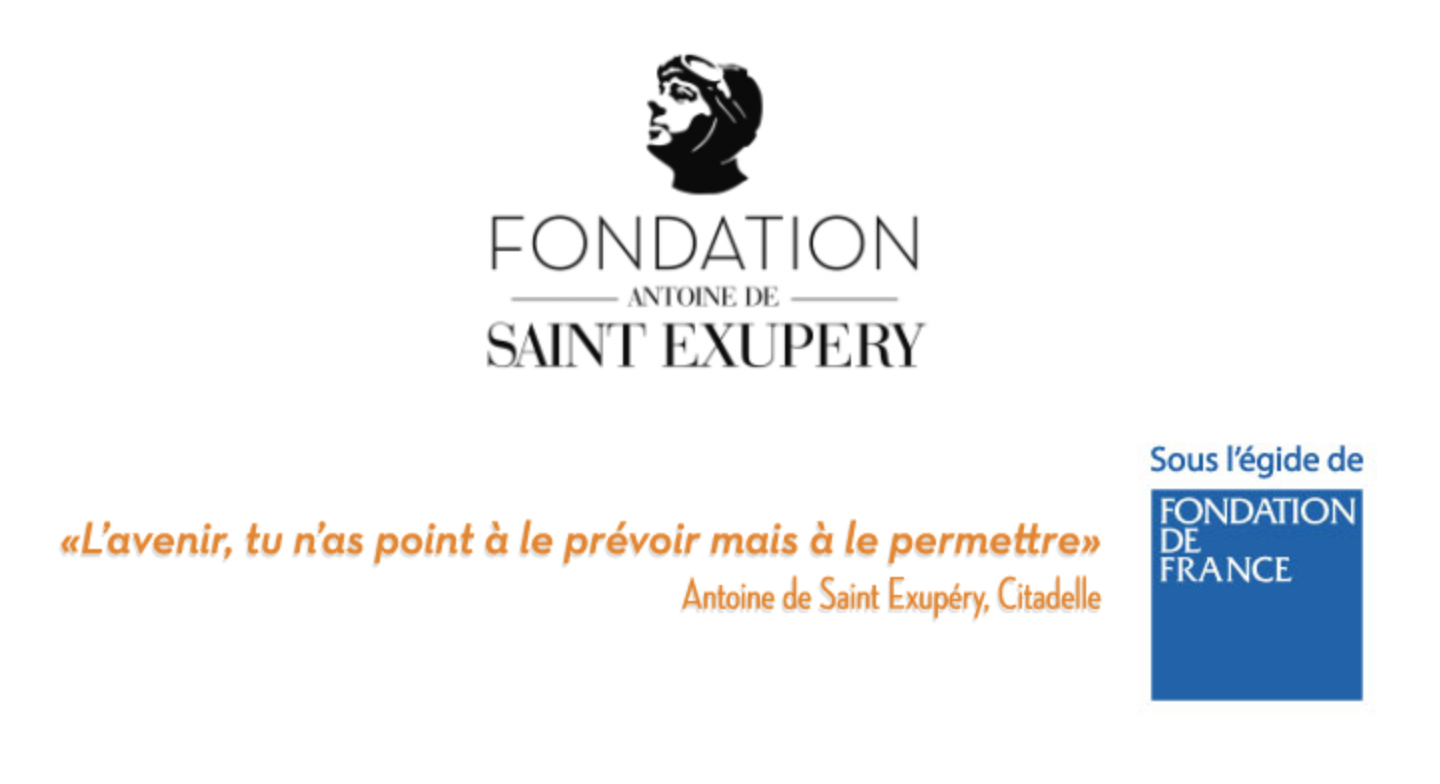 FONDATION
ANTOINE DE
SAINT EXUPERY
Sous l'égide de
FONDATION
DE
FRANCE
«L'avenir, tu n'as point à le prévoir mais à le permettre»
Antoine de Saint Exupéry, Citadelle